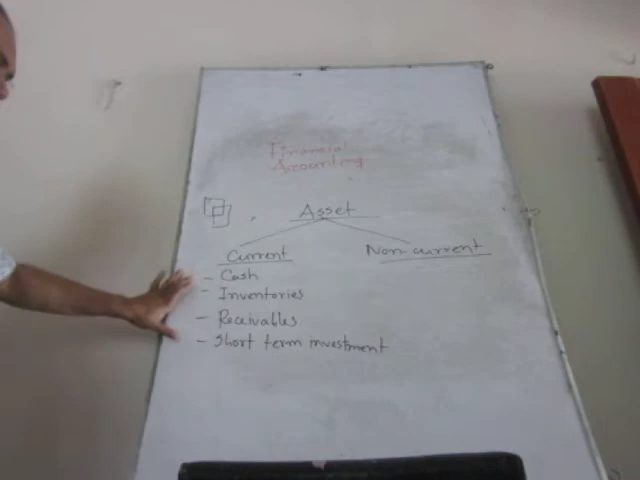 Financial
Accounting
Asset
Current
Non-current
- Cash
- Inventories
- Receivables
- Short term investment